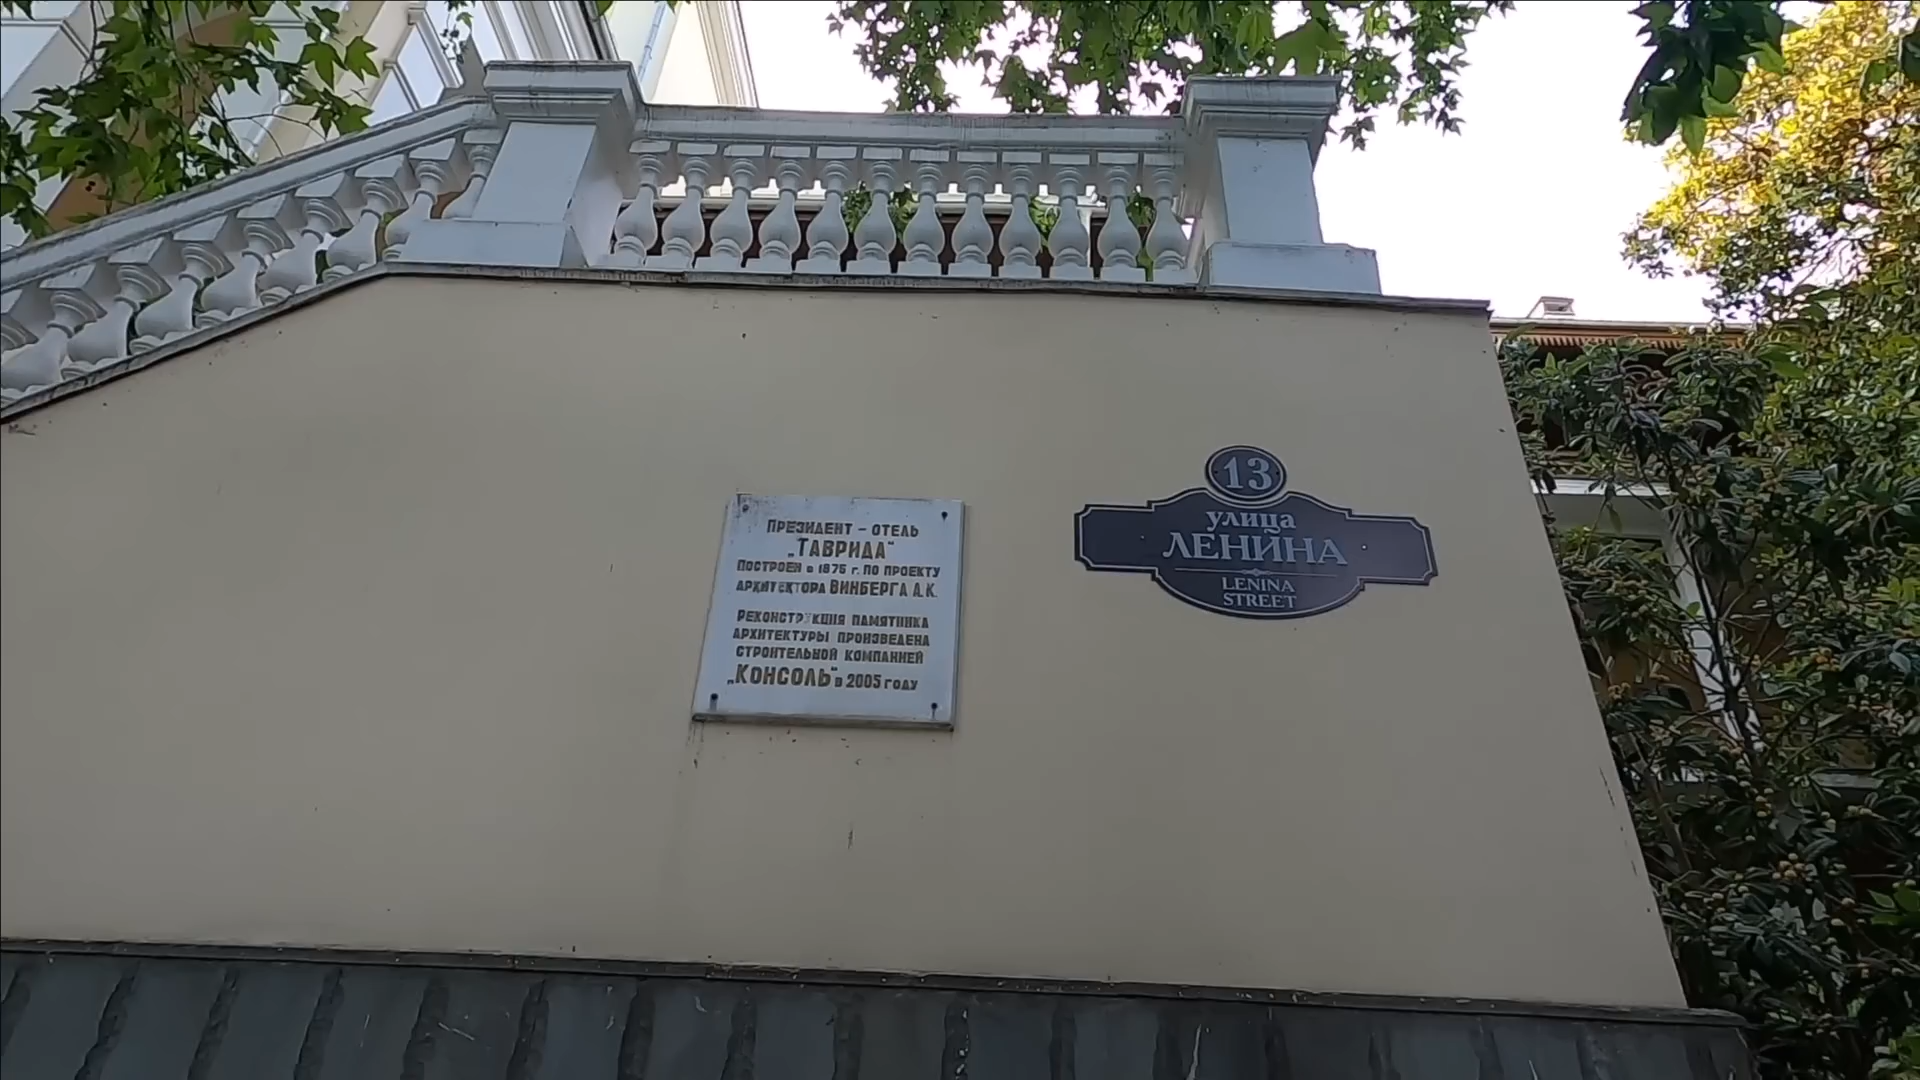 ПРЕЗИДЕНТ – ОТЕЛЬ
„ТАВРИДА“
ПОСТРОЕН в 1875 г. ПО ПРОЕКТУ
АРХИТЕКТОРА ВИНБЕРГА А.К.
РЕКОНСТРУКЦИЯ ПАМЯТНИКА
АРХИТЕКТУРЫ ПРОИЗВЕДЕНА
СТРОИТЕЛЬНОЙ КОМПАНИЕЙ
„КОНСОЛЬ“ в 2005 году
13
улица
ЛЕНИНА
LENINA
STREET